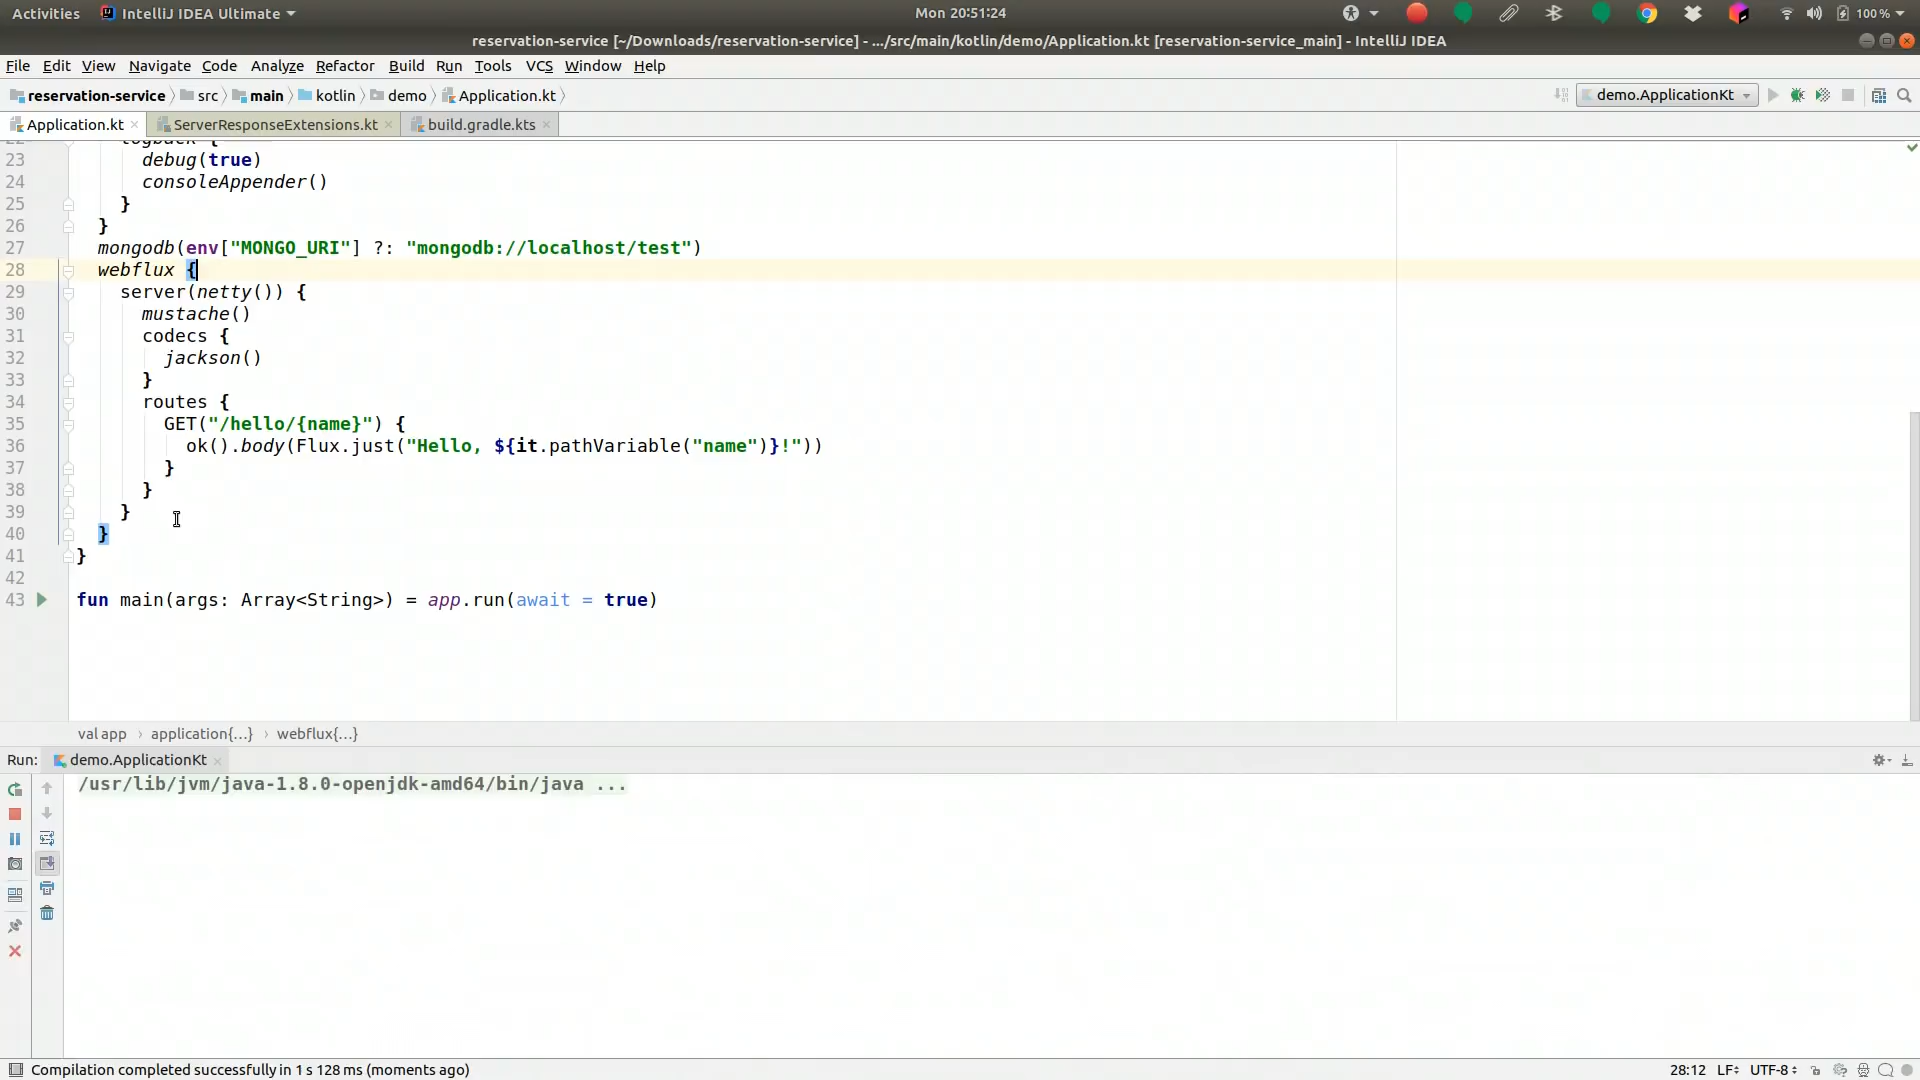 Activities IntelliJ IDEA Ultimate Mon 20:51:24 100 %
reservation-service [~/Downloads/reservation-service] - .../src/main/kotlin/demo/Application.kt [reservation-service_main] - IntelliJ IDEA
File Edit View Navigate Code Analyze Refactor Build Run Tools VCS Window Help
reservation-service src main kotlin demo Application.kt demo.ApplicationKt
Application.kt ServerResponseExtensions.kt build.gradle.kts
22 logback {
23 debug(true)
24 consoleAppender()
25 }
26 }
27 mongodb(env["MONGO_URI"] ?: "mongodb://localhost/test")
28 webflux {
29 server(netty()) {
30 mustache()
31 codecs {
32 jackson()
33 }
34 routes {
35 GET("/hello/{name}") {
36 ok().body(Flux.just("Hello, ${it.pathVariable("name")}!"))
37 }
38 }
39 }
40 }
41 }
42
43 fun main(args: Array<String>) = app.run(await = true)
val app › application{...} › webflux{...}
Run: demo.ApplicationKt
/usr/lib/jvm/java-1.8.0-openjdk-amd64/bin/java ...
Compilation completed successfully in 1 s 128 ms (moments ago) 28:12 LF UTF-8